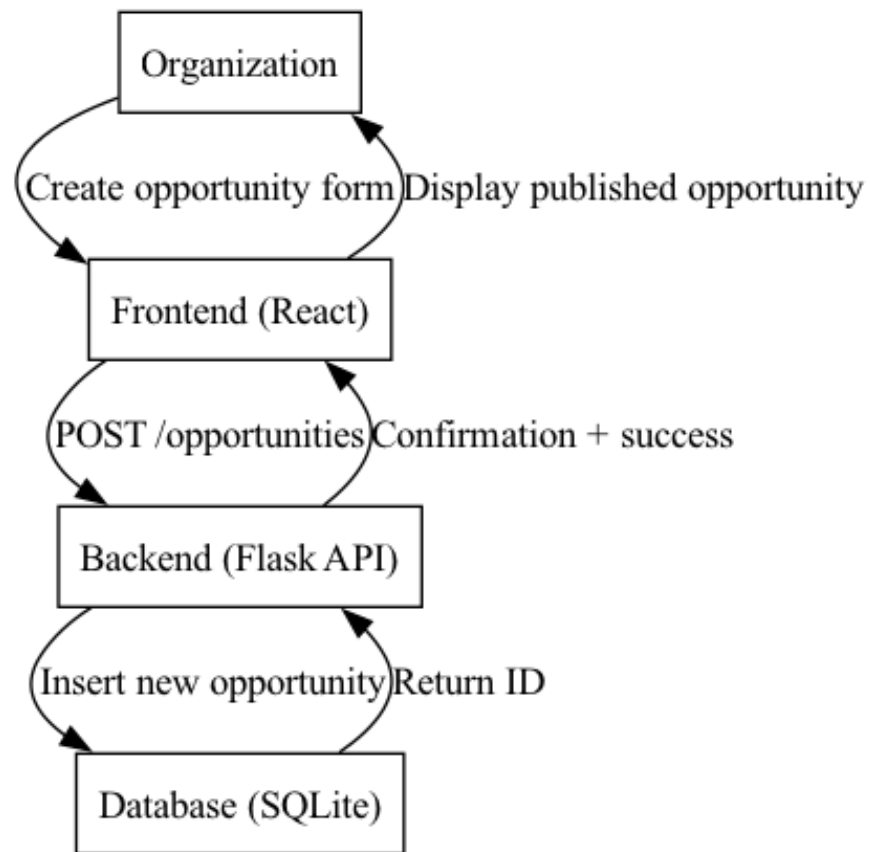 Organization
Create opportunity form
Display published opportunity
Frontend (React)
POST /opportunities
Confirmation + success
Backend (Flask API)
Insert new opportunity
Return ID
Database (SQLite)